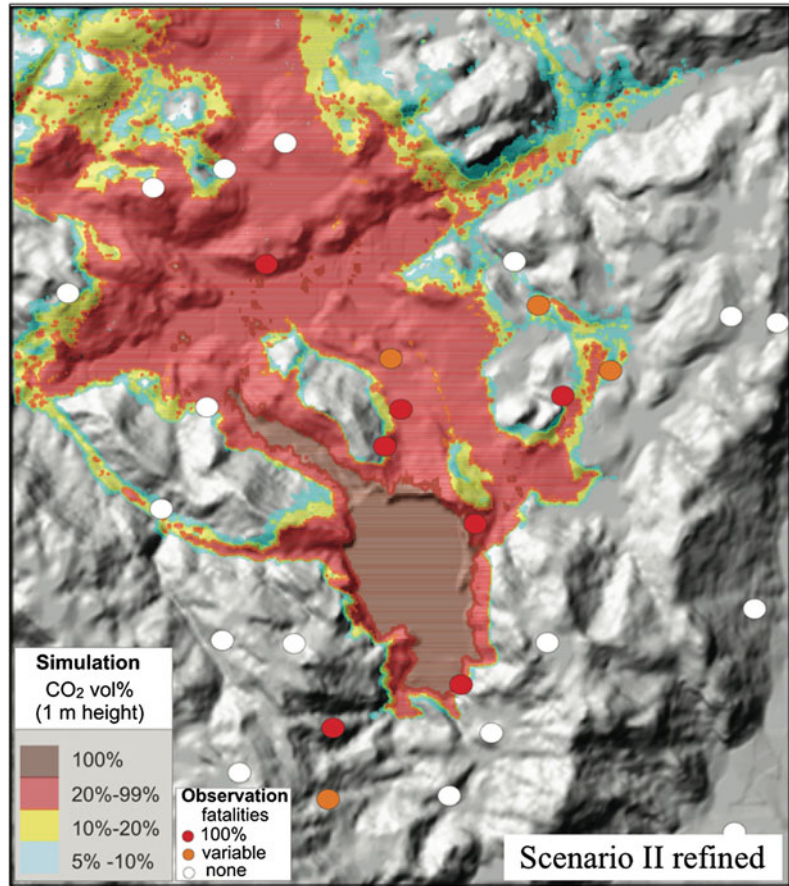 Simulation
CO₂ vol%
(1 m height)
100%
20%-99%
10%-20%
5% -10%
Observation
fatalities
100%
variable
none
Scenario II refined